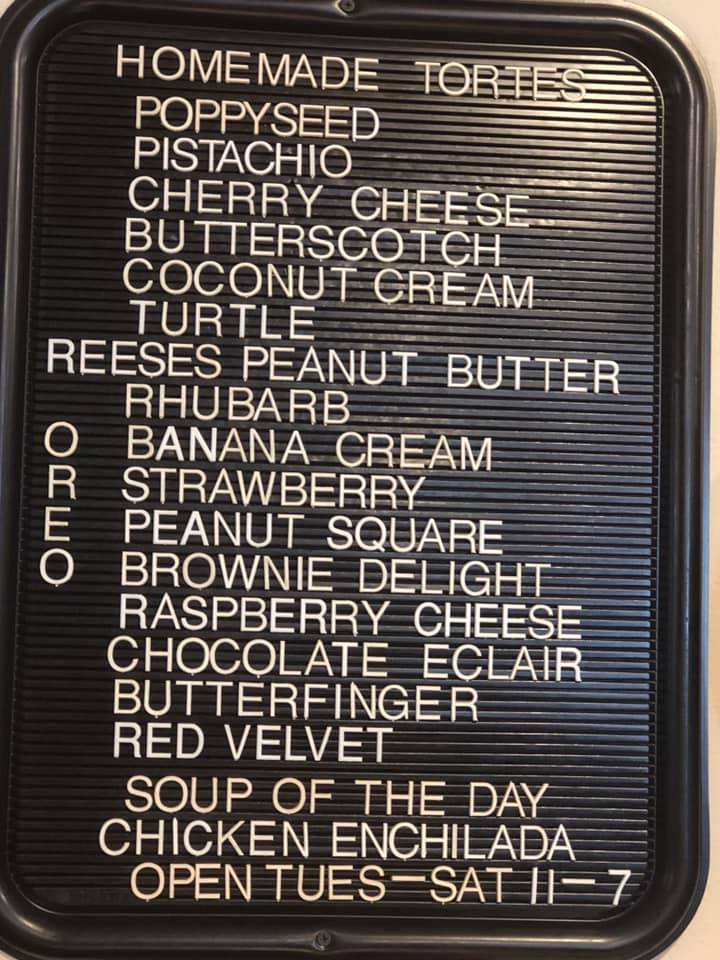 HOMEMADE TORTES
POPPYSEED
PISTACHIO
CHERRY CHEESE
BUTTERSCOTCH
COCONUT CREAM
TURTLE
REESES PEANUT BUTTER
RHUBARB
BANANA CREAM
STRAWBERRY
PEANUT SQUARE
BROWNIE DELIGHT
OREO
RASPBERRY CHEESE
CHOCOLATE ECLAIR
BUTTERFINGER
RED VELVET
SOUP OF THE DAY
CHICKEN ENCHILADA
OPEN TUES—SAT 11—7